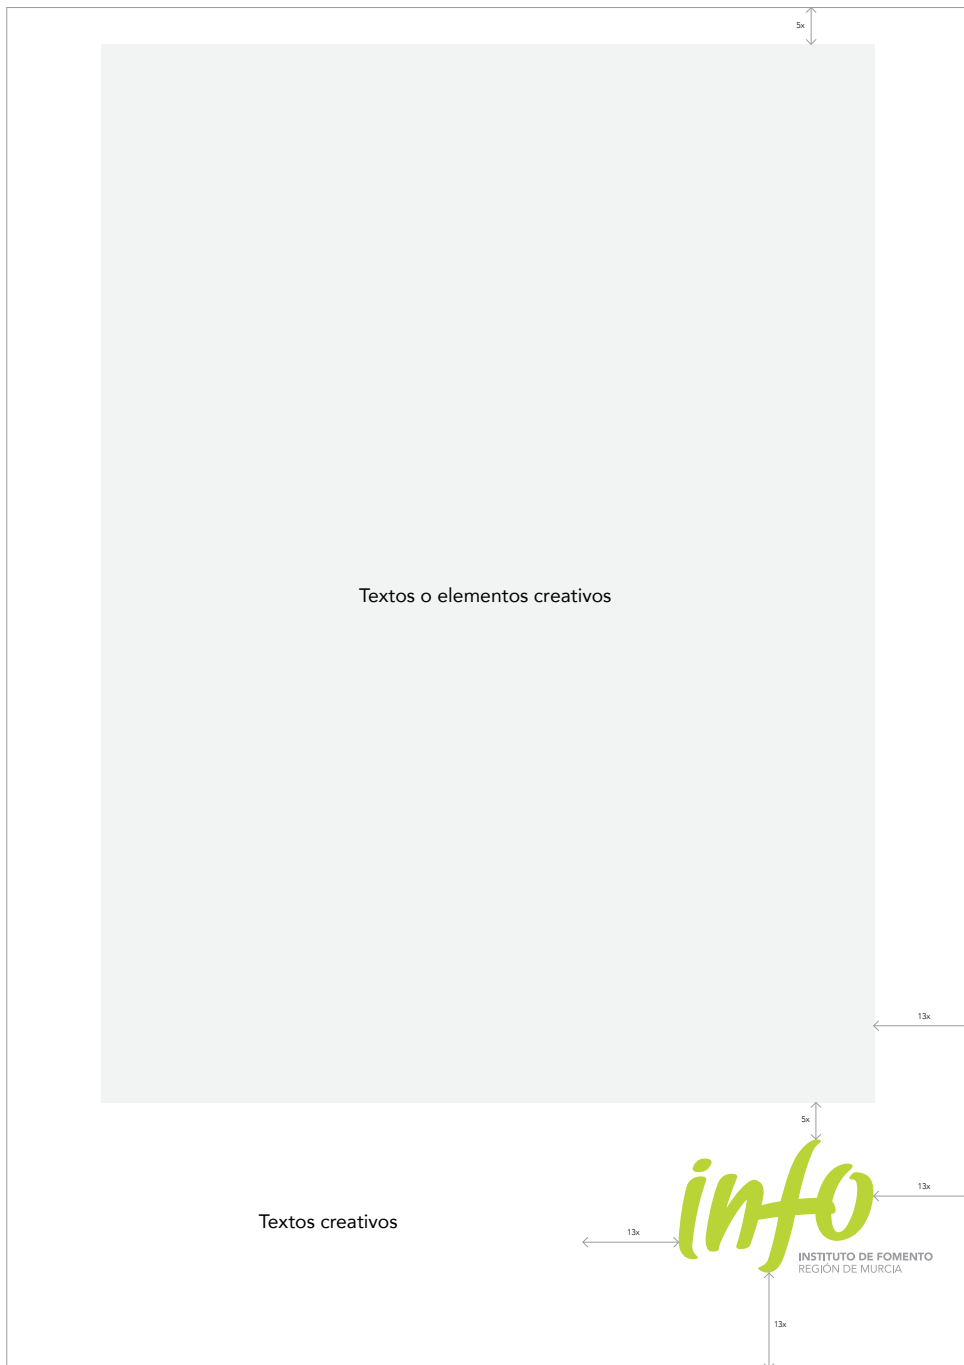 5x
Textos o elementos creativos
13x
5x
info
13x
Textos creativos
13x
INSTITUTO DE FOMENTO
REGIÓN DE MURCIA
13x